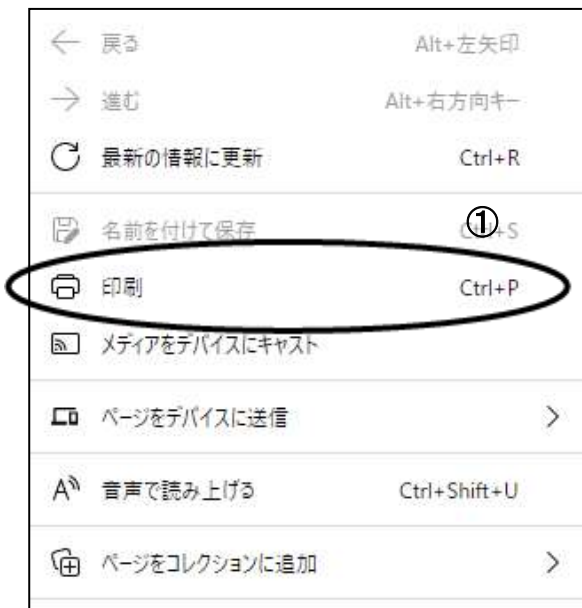 戻る Alt+左矢印
進む Alt+右方向キー
最新の情報に更新 Ctrl+R
①
名前を付けて保存 Ctrl+S
印刷 Ctrl+P
メディアをデバイスにキャスト
ページをデバイスに送信
音声で読み上げる Ctrl+Shift+U
ページをコレクションに追加